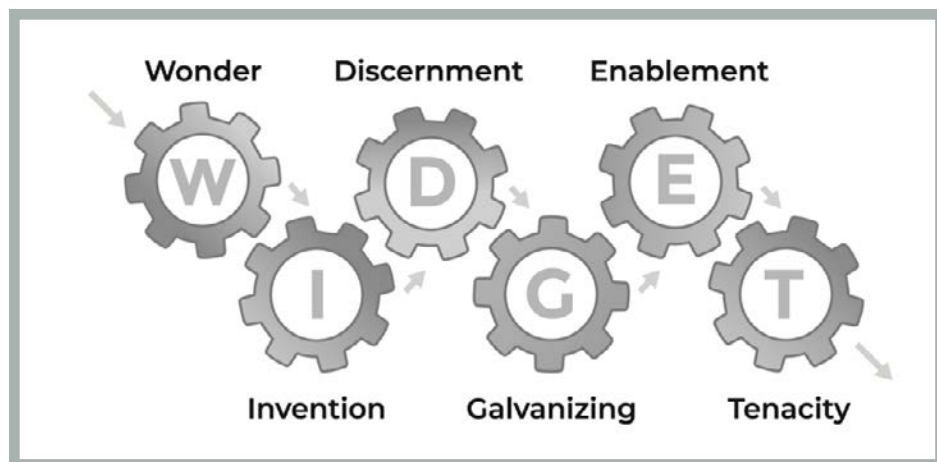 Wonder Discernment Enablement
W D E
I G T
Invention Galvanizing Tenacity